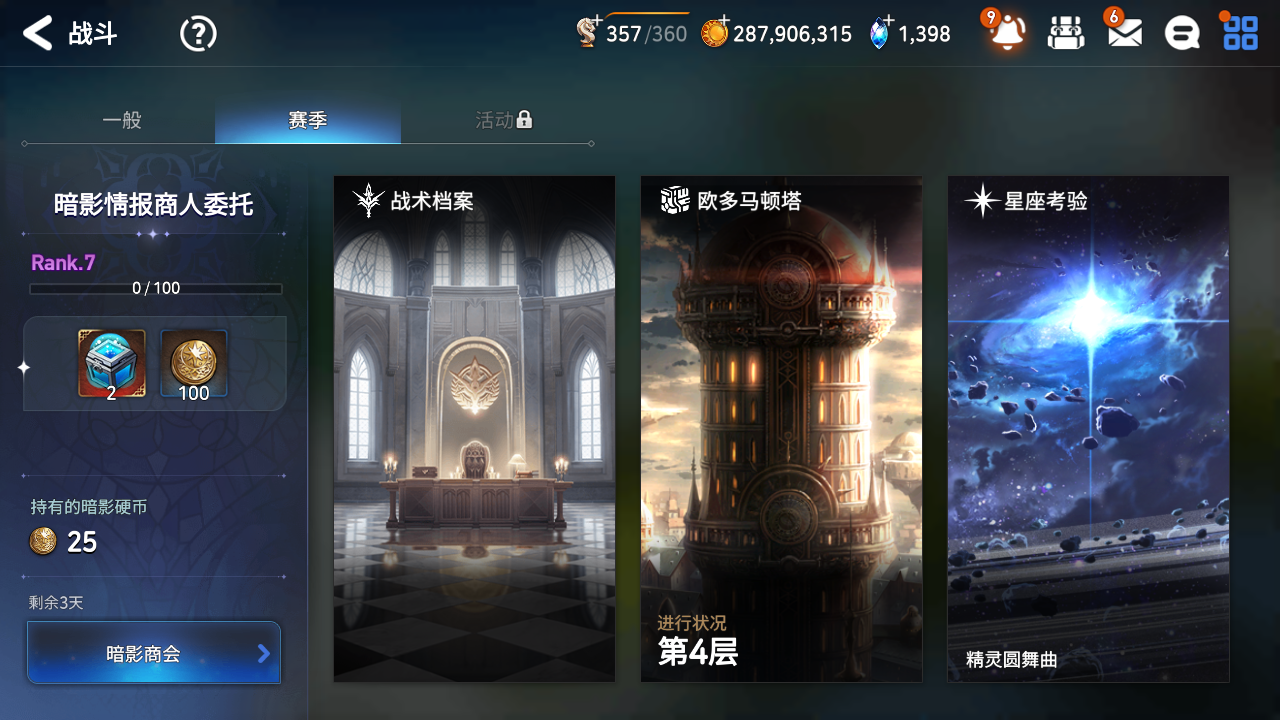 战斗
?
357/360
287,906,315
1,398
9
6
一般
赛季
活动
暗影情报商人委托
Rank.7
0/100
2
100
持有的暗影硬币
25
剩余3天
暗影商会
战术档案
欧多马顿塔
进行状况
第4层
星座考验
精灵圆舞曲